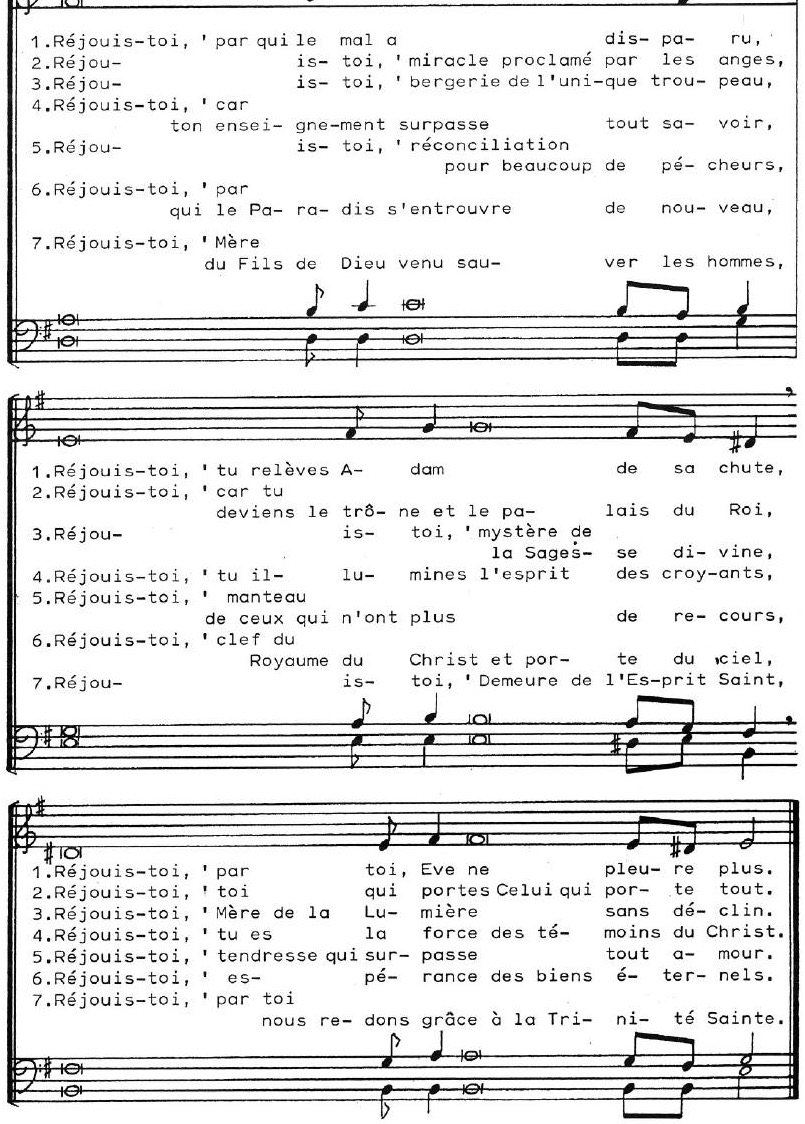 1.Réjouis-toi, ' par qui le mal a dis- pa- ru,
2.Réjou- is- toi, ' miracle proclamé par les anges,
3.Réjou- is- toi, ' bergerie de l'uni-que trou- peau,
4.Réjouis-toi, ' car
ton ensei- gne-ment surpasse tout sa- voir,
5.Réjou- is- toi, ' réconciliation
pour beaucoup de pé- cheurs,
6.Réjouis-toi, ' par
qui le Pa- ra- dis s'entrouvre de nou- veau,
7.Réjouis-toi, ' Mère
du Fils de Dieu venu sau- ver les hommes,
1.Réjouis-toi, ' tu relèves A- dam de sa chute,
2.Réjouis-toi, ' car tu
deviens le trô- ne et le pa- lais du Roi,
3.Réjou- is- toi, ' mystère de
la Sages- se di- vine,
4.Réjouis-toi, ' tu il- lu- mines l'esprit des croy-ants,
5.Réjouis-toi, ' manteau
de ceux qui n'ont plus de re- cours,
6.Réjouis-toi, ' clef du
Royaume du Christ et por- te du ciel,
7.Réjou- is- toi, ' Demeure de l'Es-prit Saint,
1.Réjouis-toi, ' par toi, Eve ne pleu- re plus.
2.Réjouis-toi, ' toi qui portes Celui qui por- te tout.
3.Réjouis-toi, ' Mère de la Lu- mière sans dé- clin.
4.Réjouis-toi, ' tu es la force des té- moins du Christ.
5.Réjouis-toi, ' tendresse qui sur- passe tout a- mour.
6.Réjouis-toi, ' es- pé- rance des biens é- ter- nels.
7.Réjouis-toi, ' par toi
nous re- dons grâce à la Tri- ni- té Sainte.